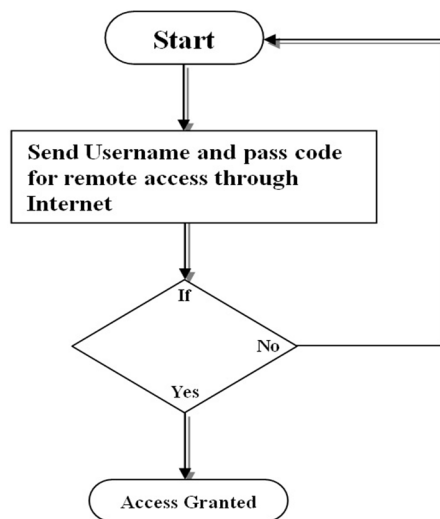 Start
Send Username and pass code
for remote access through
Internet
If
No
Yes
Access Granted